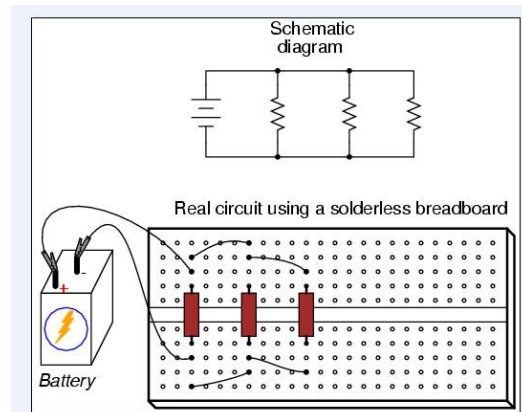 Schematic
diagram
Real circuit using a solderless breadboard
+
-
Battery